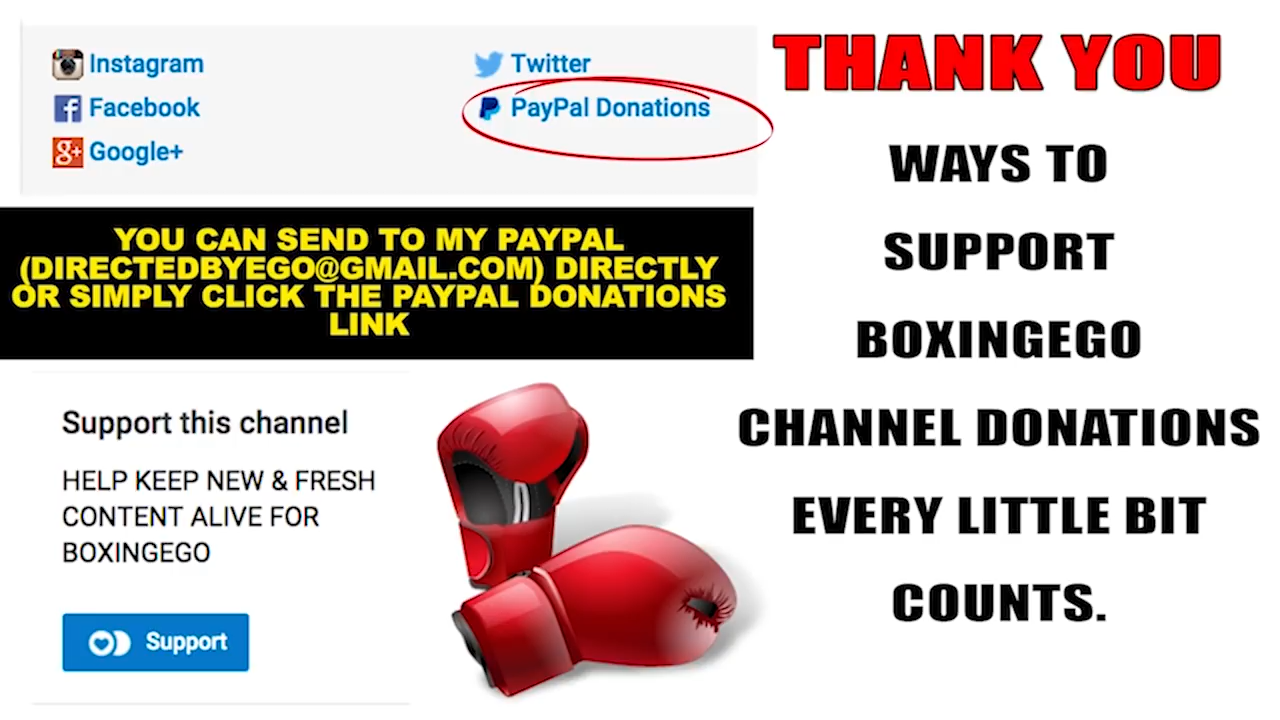 Instagram
Twitter
Facebook
PayPal Donations
Google+
YOU CAN SEND TO MY PAYPAL
(DIRECTEDBYEGO@GMAIL.COM) DIRECTLY
OR SIMPLY CLICK THE PAYPAL DONATIONS
LINK
Support this channel
HELP KEEP NEW & FRESH
CONTENT ALIVE FOR
BOXINGEGO
Support
THANK YOU
WAYS TO
SUPPORT
BOXINGEGO
CHANNEL DONATIONS
EVERY LITTLE BIT
COUNTS.